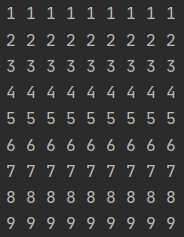 1 1 1 1 1 1 1 1 1
2 2 2 2 2 2 2 2 2
3 3 3 3 3 3 3 3 3
4 4 4 4 4 4 4 4 4
5 5 5 5 5 5 5 5 5
6 6 6 6 6 6 6 6 6
7 7 7 7 7 7 7 7 7
8 8 8 8 8 8 8 8 8
9 9 9 9 9 9 9 9 9